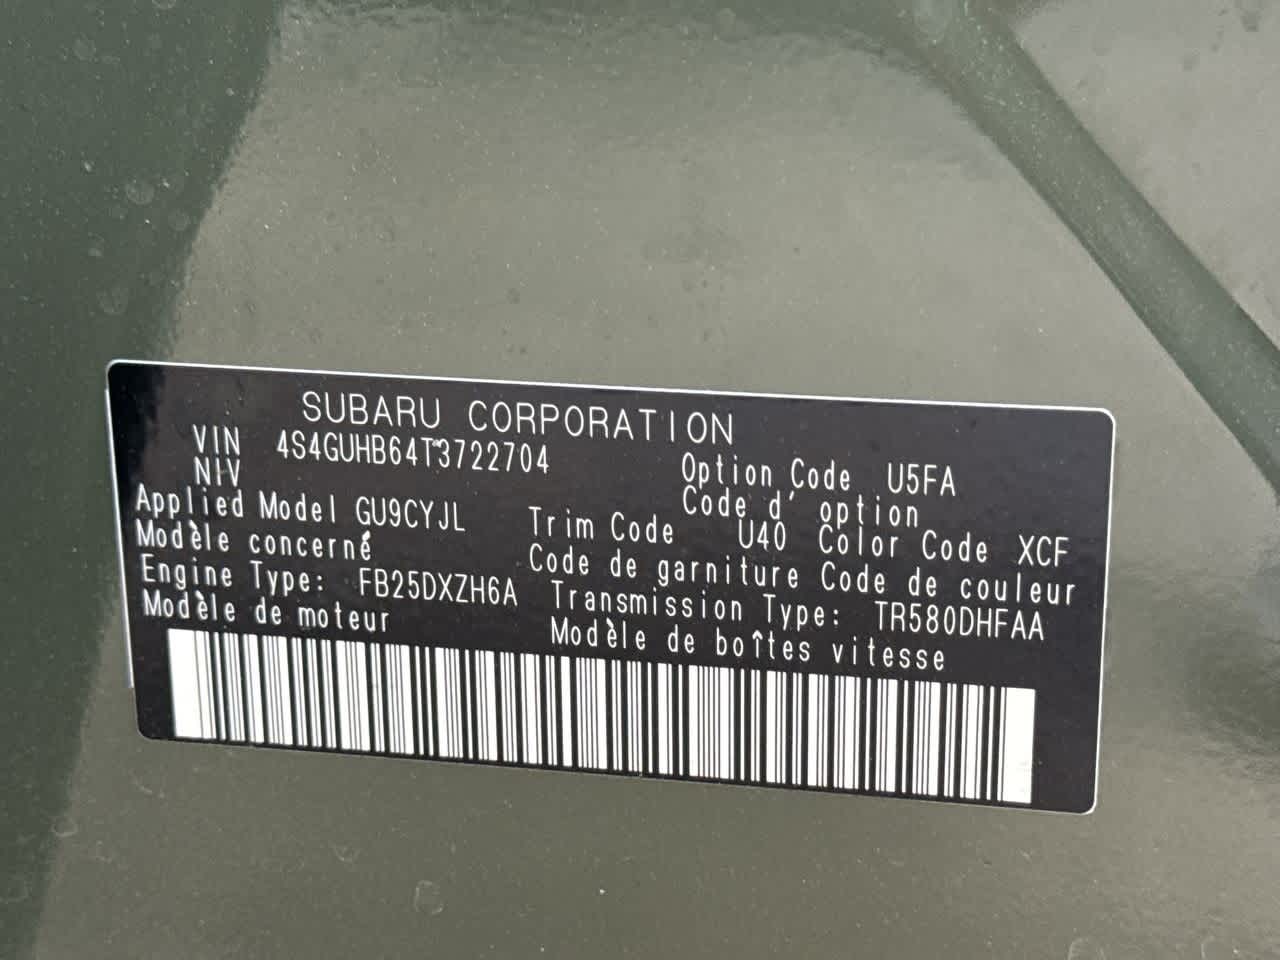 SUBARU CORPORATION
VIN 4S4GUHB64T3722704
NIV
Option Code U5FA
Code d' option
Applied Model GU9CYJL
Modèle concerné
Trim Code U40 Color Code XCF
Code de garniture Code de couleur
Engine Type: FB25DXZH6A
Modèle de moteur
Transmission Type: TR580DHFAA
Modèle de boîtes vitesse